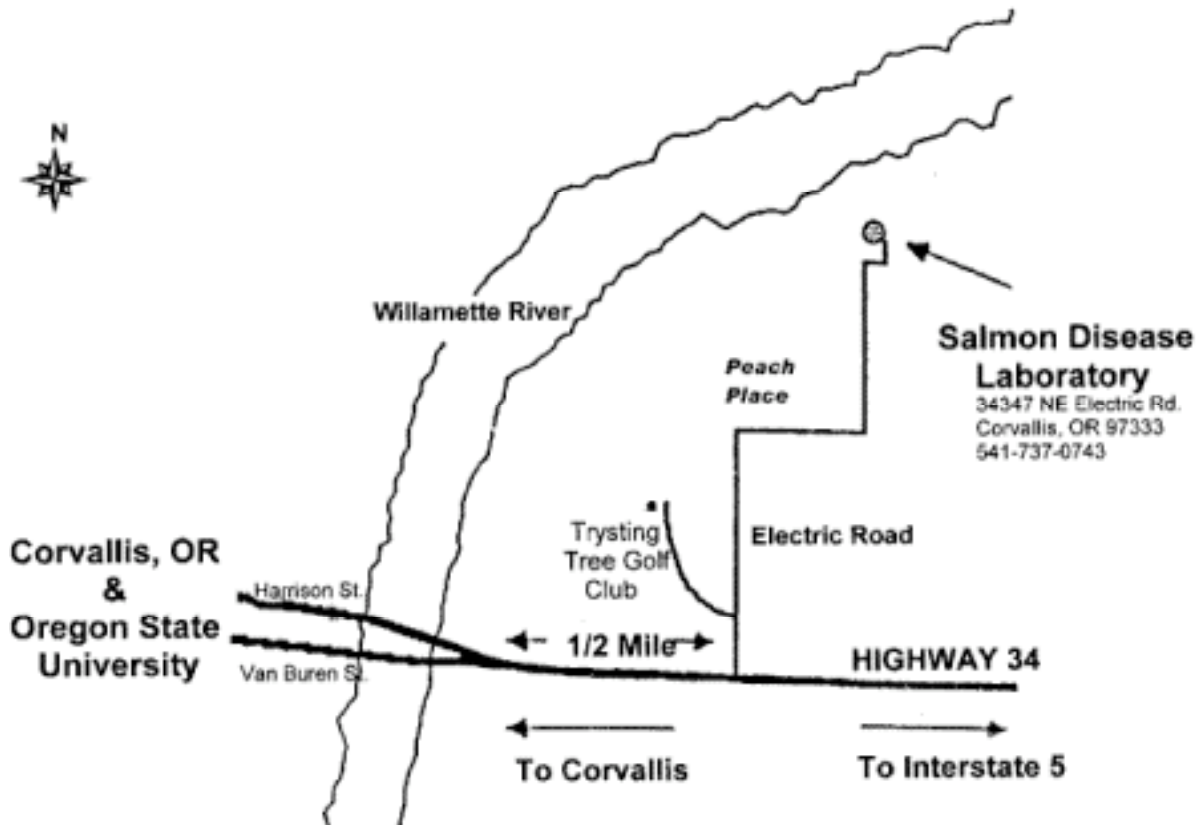 N
Willamette River
Salmon Disease
Laboratory
34347 NE Electric Rd.
Corvallis, OR 97333
541-737-0743
Peach
Place
Trysting
Tree Golf
Club
Electric Road
Corvallis, OR
&
Oregon State
University
Harrison St.
Van Buren St.
1/2 Mile
HIGHWAY 34
To Corvallis
To Interstate 5